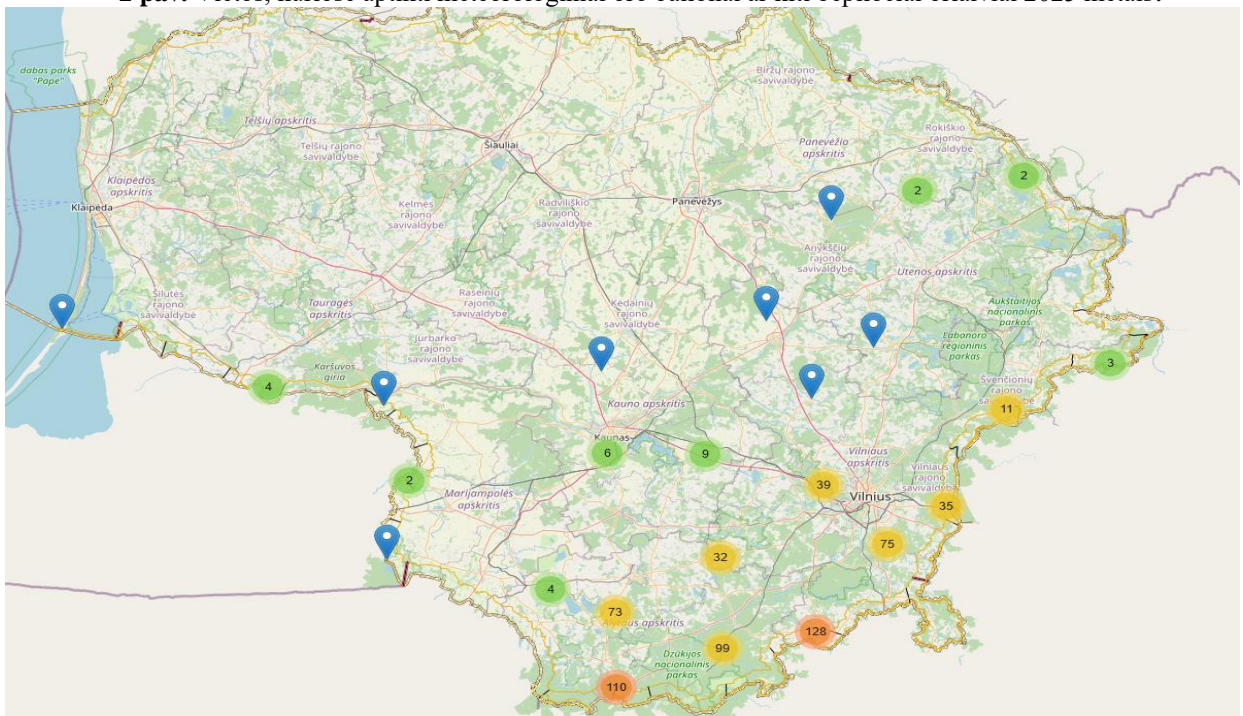 2025 metais.
dabas parks
"Pape"
Biržų rajono
savivaldybė
Telšių apskritis
Telšių rajono
savivaldybė
Šiauliai
Panevėžio
apskritis
Rokiškio
rajono
savivaldybė
Klaipėdos
apskritis
Klaipėda
Kelmės
rajono
savivaldybė
Radviliškio
rajono
savivaldybė
Panevėžys
2
2
Anykščių
rajono
savivaldybė
Utenos apskritis
Šilutės
rajono
savivaldybė
Tauragės
apskritis
Raseinių
rajono
savivaldybė
Kėdainių
rajono
savivaldybė
Aukštaitijos
nacionalinis
parkas
Labanoro
regioninis
parkas
Jurbarko
rajono
savivaldybė
Karšuvos
giria
4
3
Švenčionių
rajono
11
Kauno apskritis
Kaunas
6
9
Vilniaus
apskritis
Vilniaus
rajono
savivaldybė
39
Vilnius
35
2
Marijampolės
apskritis
75
32
4
73
Alytaus apskritis
128
99
Dzūkijos
nacionalinis
parkas
110